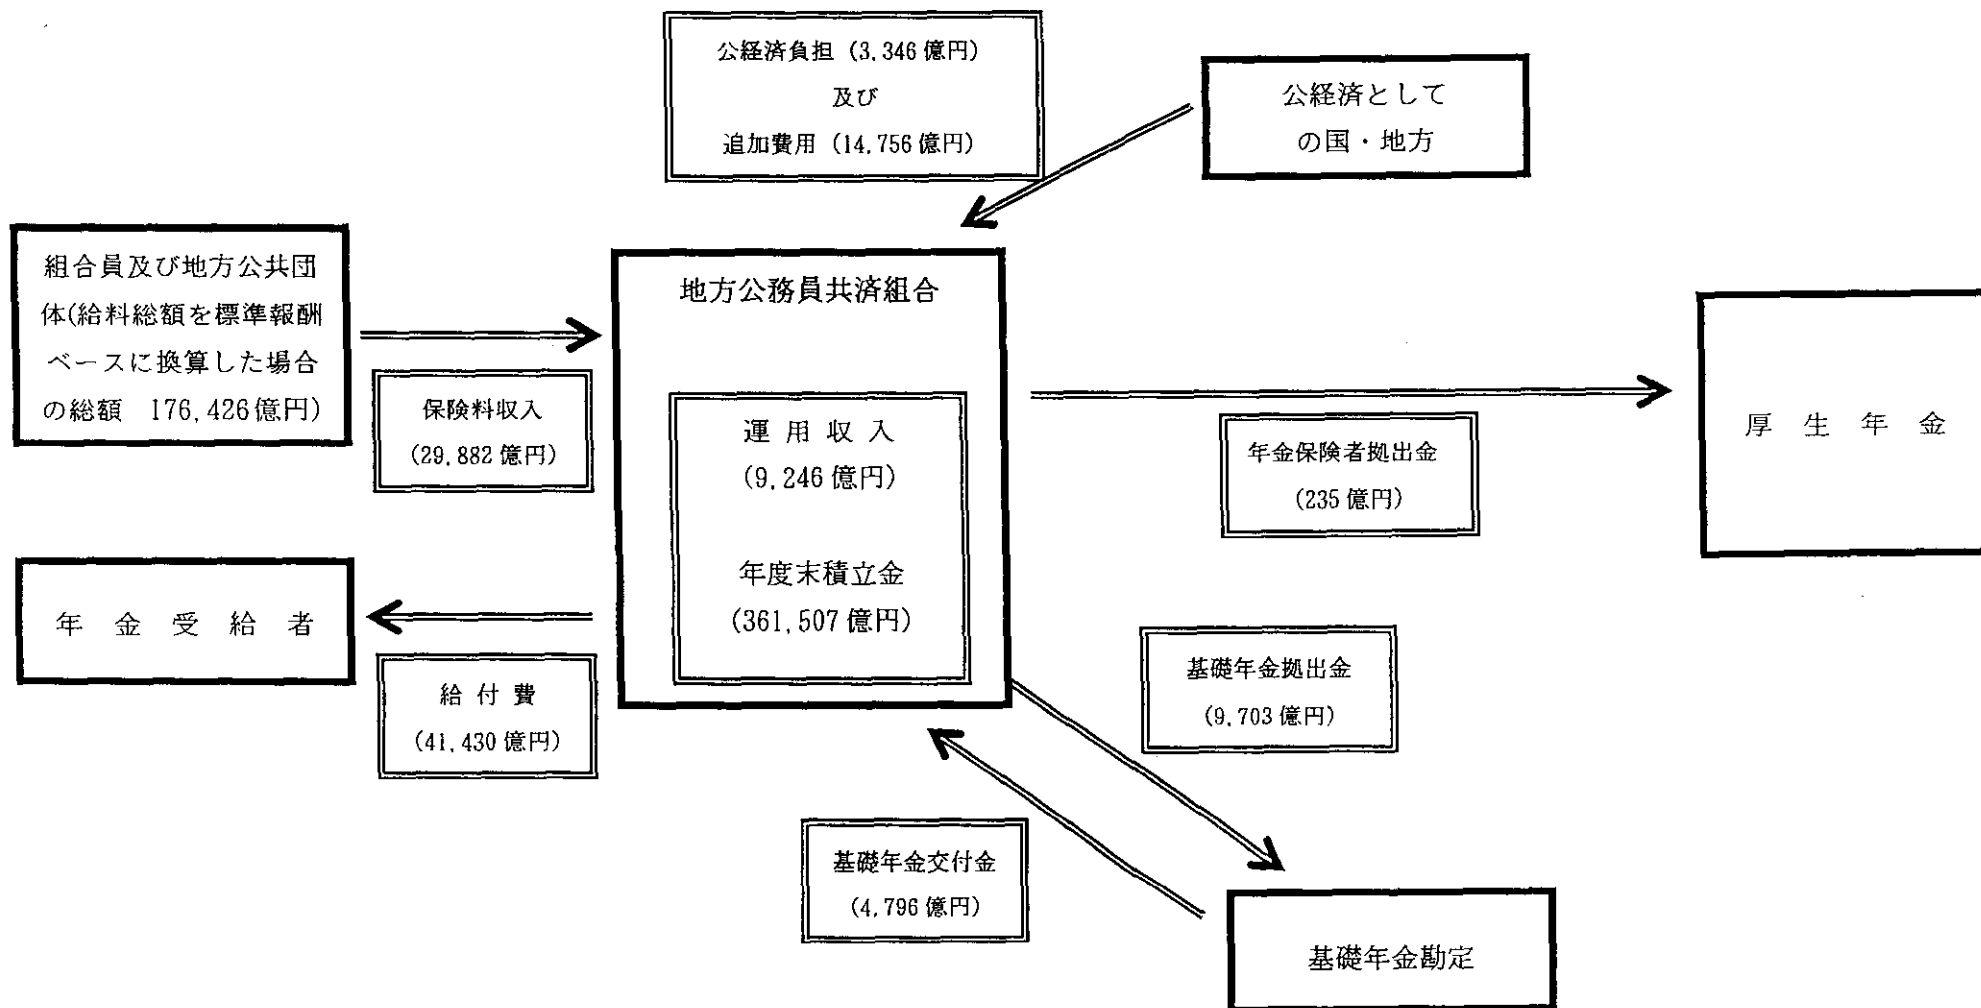 公経済負担 (3,346億円)
及び
追加費用 (14,756億円)
公経済として
の国・地方
組合員及び地方公共団
体(給料総額を標準報酬
ベースに換算した場合
の総額 176,426億円)
保険料収入
(29,882億円)
地方公務員共済組合
運用収入
(9,246億円)
年度末積立金
(361,507億円)
年金保険者拠出金
(235億円)
厚生年金
年金受給者
給付費
(41,430億円)
基礎年金拠出金
(9,703億円)
基礎年金交付金
(4,796億円)
基礎年金勘定